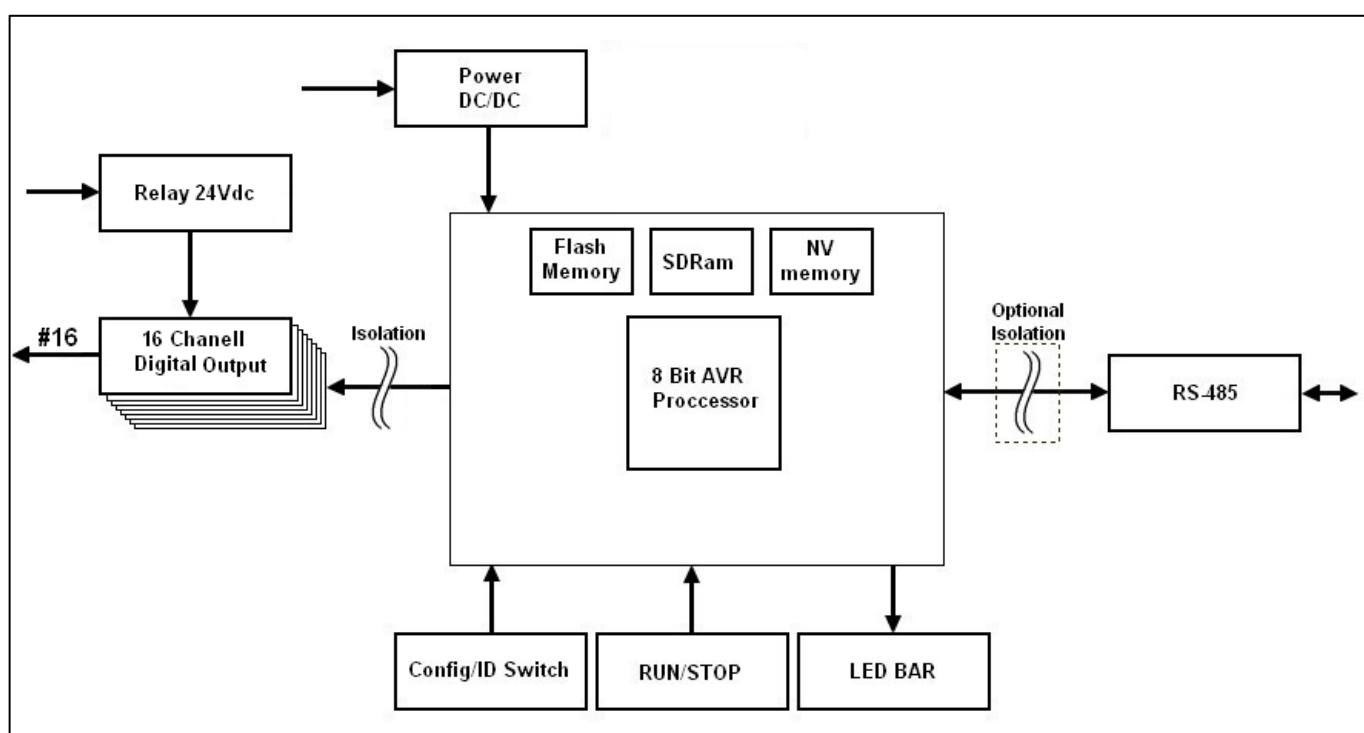 Power
DC/DC
Relay 24Vdc
Flash
Memory
SDRam
NV
memory
#16
16 Chanell
Digital Output
Isolation
8 Bit AVR
Proccessor
Optional
Isolation
RS-485
Config/ID Switch
RUN/STOP
LED BAR